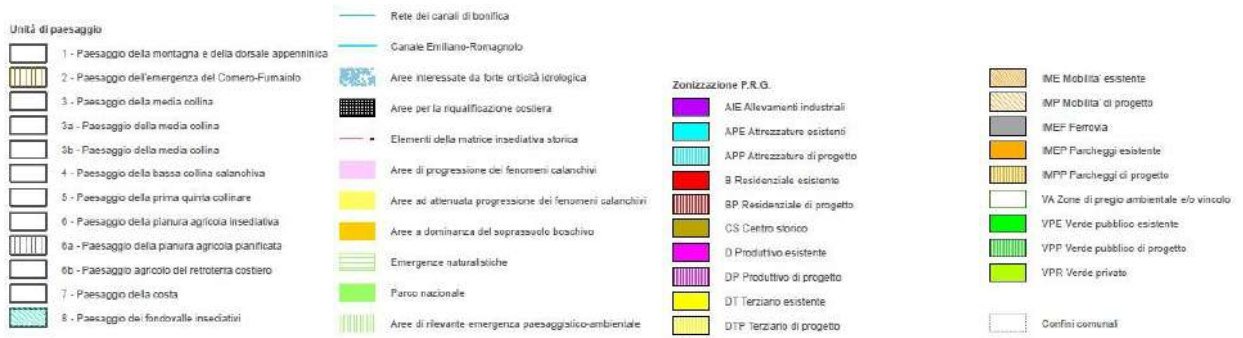 Unità di paesaggio
1 - Paesaggio della montagna e della dorsale appenninica
2 - Paesaggio dell'emergenza del Comero-Fumaiolo
3 - Paesaggio della media collina
3a - Paesaggio della media collina
3b - Paesaggio della media collina
4 - Paesaggio della bassa collina calanchiva
5 - Paesaggio della prima quinta collinare
6 - Paesaggio della pianura agricola insediativa
6a - Paesaggio della pianura agricola pianificata
6b - Paesaggio agricolo del retroterra costiero
7 - Paesaggio della costa
8 - Paesaggio dei fondovalle insediativi
Rete dei canali di bonifica
Canale Emiliano-Romagnolo
Aree interessate da forte criticità idrologica
Aree per la riqualificazione costiera
Elementi della matrice insediativa storica
Aree di progressione dei fenomeni calanchivi
Aree ad attenuata progressione dei fenomeni calanchivi
Aree a dominanza del soprassuolo boschivo
Emergenze naturalistiche
Parco nazionale
Aree di rilevante emergenza paesaggistico-ambientale
Zonizzazione P.R.G.
AIE Allevamenti industriali
APE Attrezzature esistenti
APP Attrezzature di progetto
B Residenziale esistente
BP Residenziale di progetto
CS Centro storico
D Produttivo esistente
DP Produttivo di progetto
DT Terziario esistente
DTP Terziario di progetto
IME Mobilita' esistente
IMP Mobilita' di progetto
IMEF Ferrovia
IMEP Parcheggi esistente
IMPP Parcheggi di progetto
VA Zone di pregio ambientale e/o vincolo
VPE Verde pubblico esistente
VPP Verde pubblico di progetto
VPR Verde privato
Confini comunali